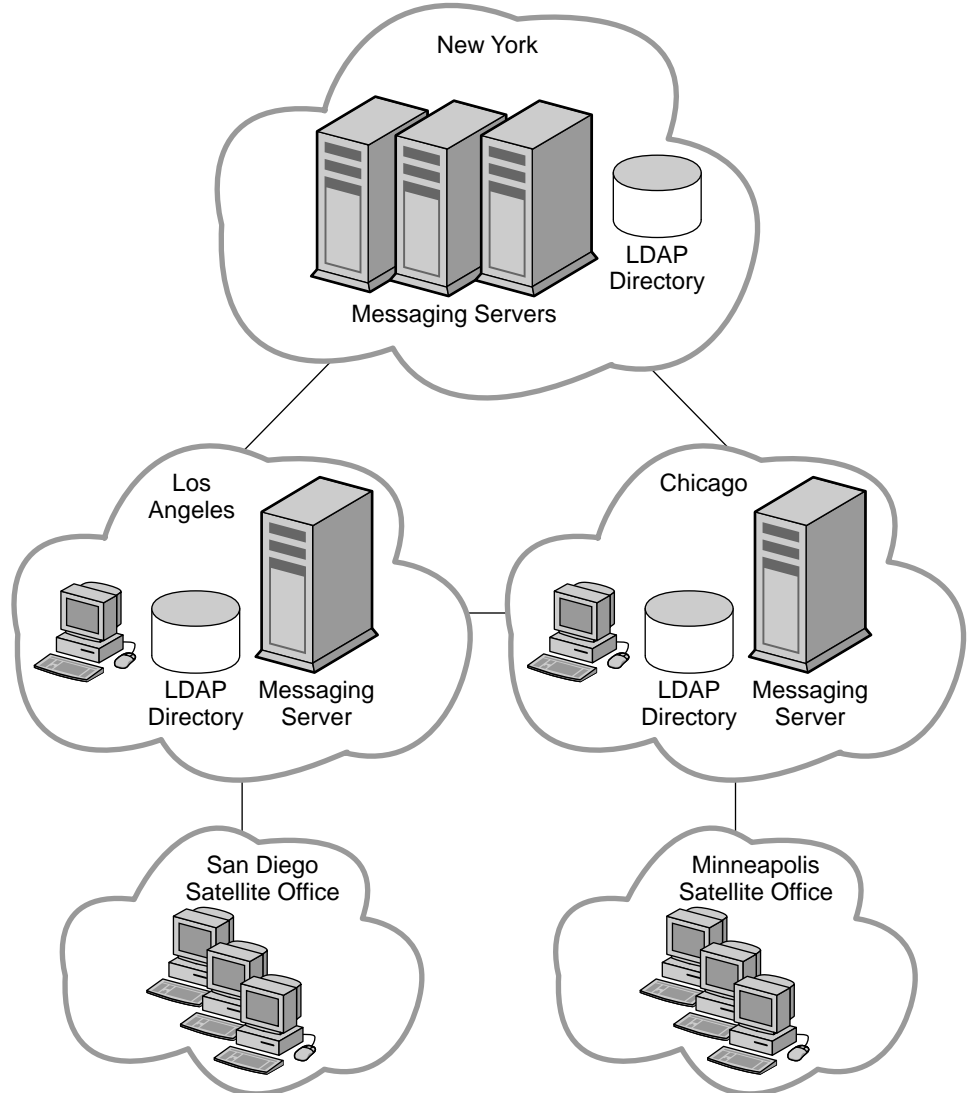 New York
LDAP
Directory
Messaging Servers
Los
Angeles
LDAP
Directory
Messaging
Server
Chicago
LDAP
Directory
Messaging
Server
San Diego
Satellite Office
Minneapolis
Satellite Office